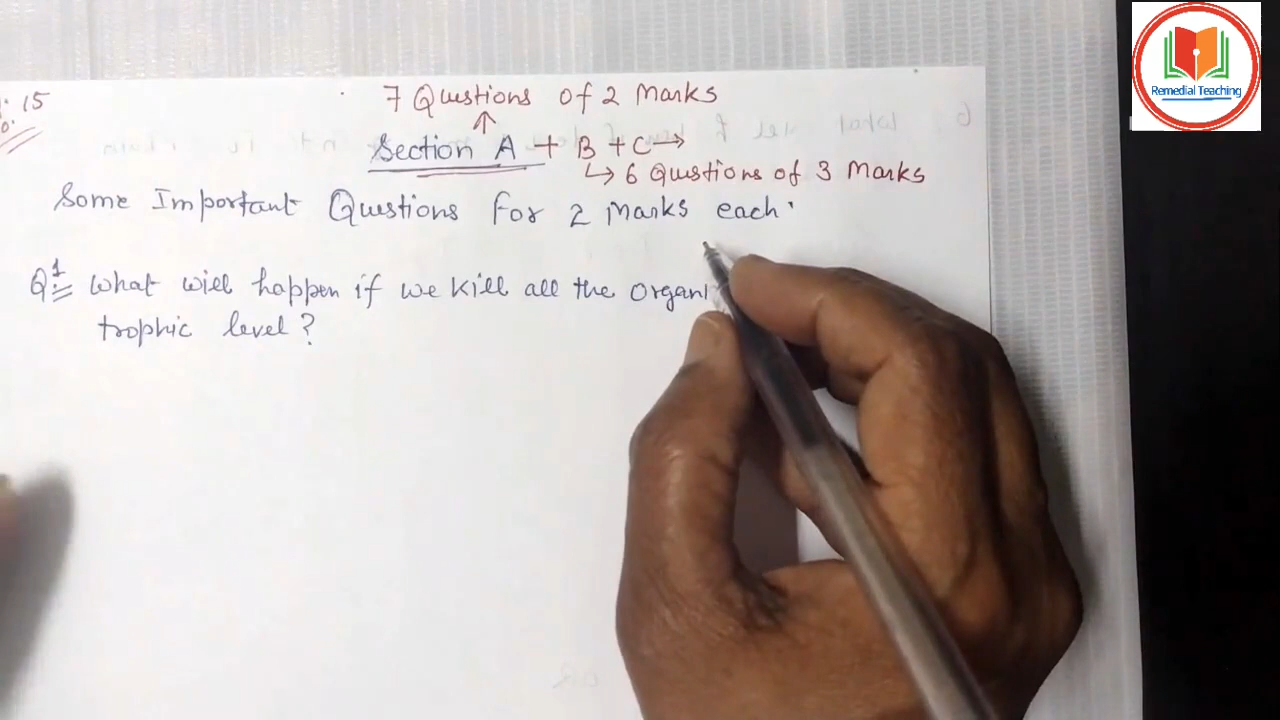 15
7 Questions of 2 Marks
Section A + B + C →
↳ 6 Questions of 3 Marks
Some Important Questions for 2 Marks each.
Q1. What will happen if we kill all the organi
trophic level?
Remedial Teaching